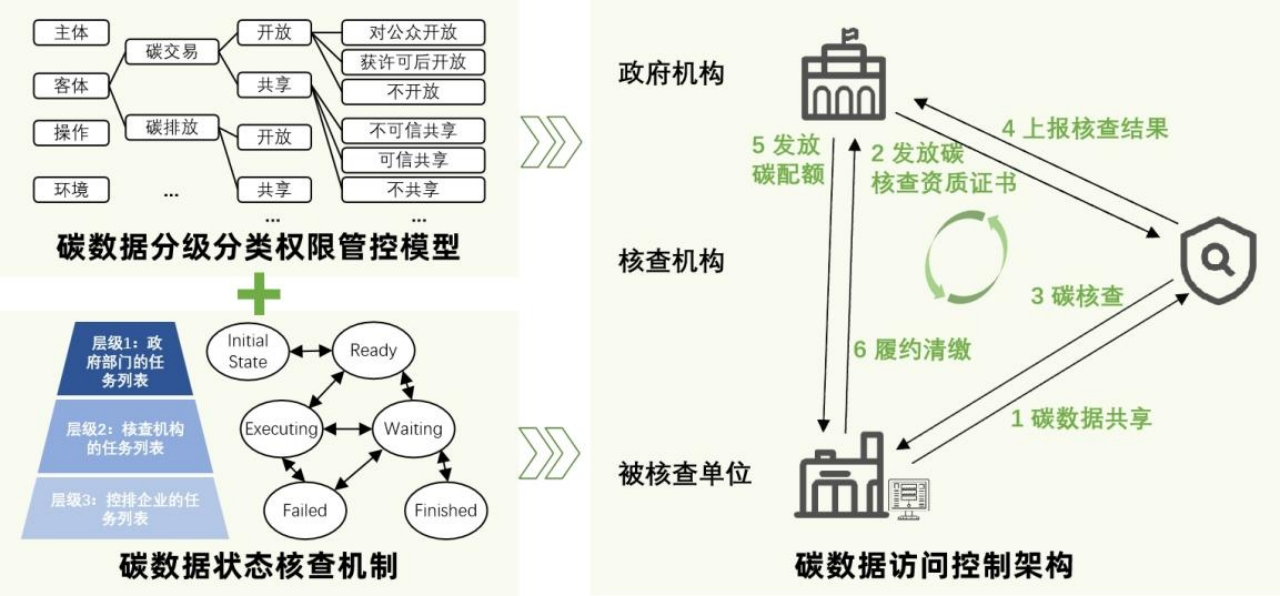 主体
客体
操作
环境
碳交易
碳排放
...
开放
共享
开放
共享
...
对公众开放
获许可后开放
不开放
不可信共享
可信共享
不共享
...
碳数据分级分类权限管控模型
层级1：政
府部门的任
务列表
层级2：核查机构
的任务列表
层级3：控排企业的任
务列表
Initial
State
Ready
Executing
Waiting
Failed
Finished
碳数据状态核查机制
政府机构
核查机构
被核查单位
5 发放
碳配额
2 发放碳
核查资质证书
4 上报核查结果
3 碳核查
6 履约清缴
1 碳数据共享
碳数据访问控制架构